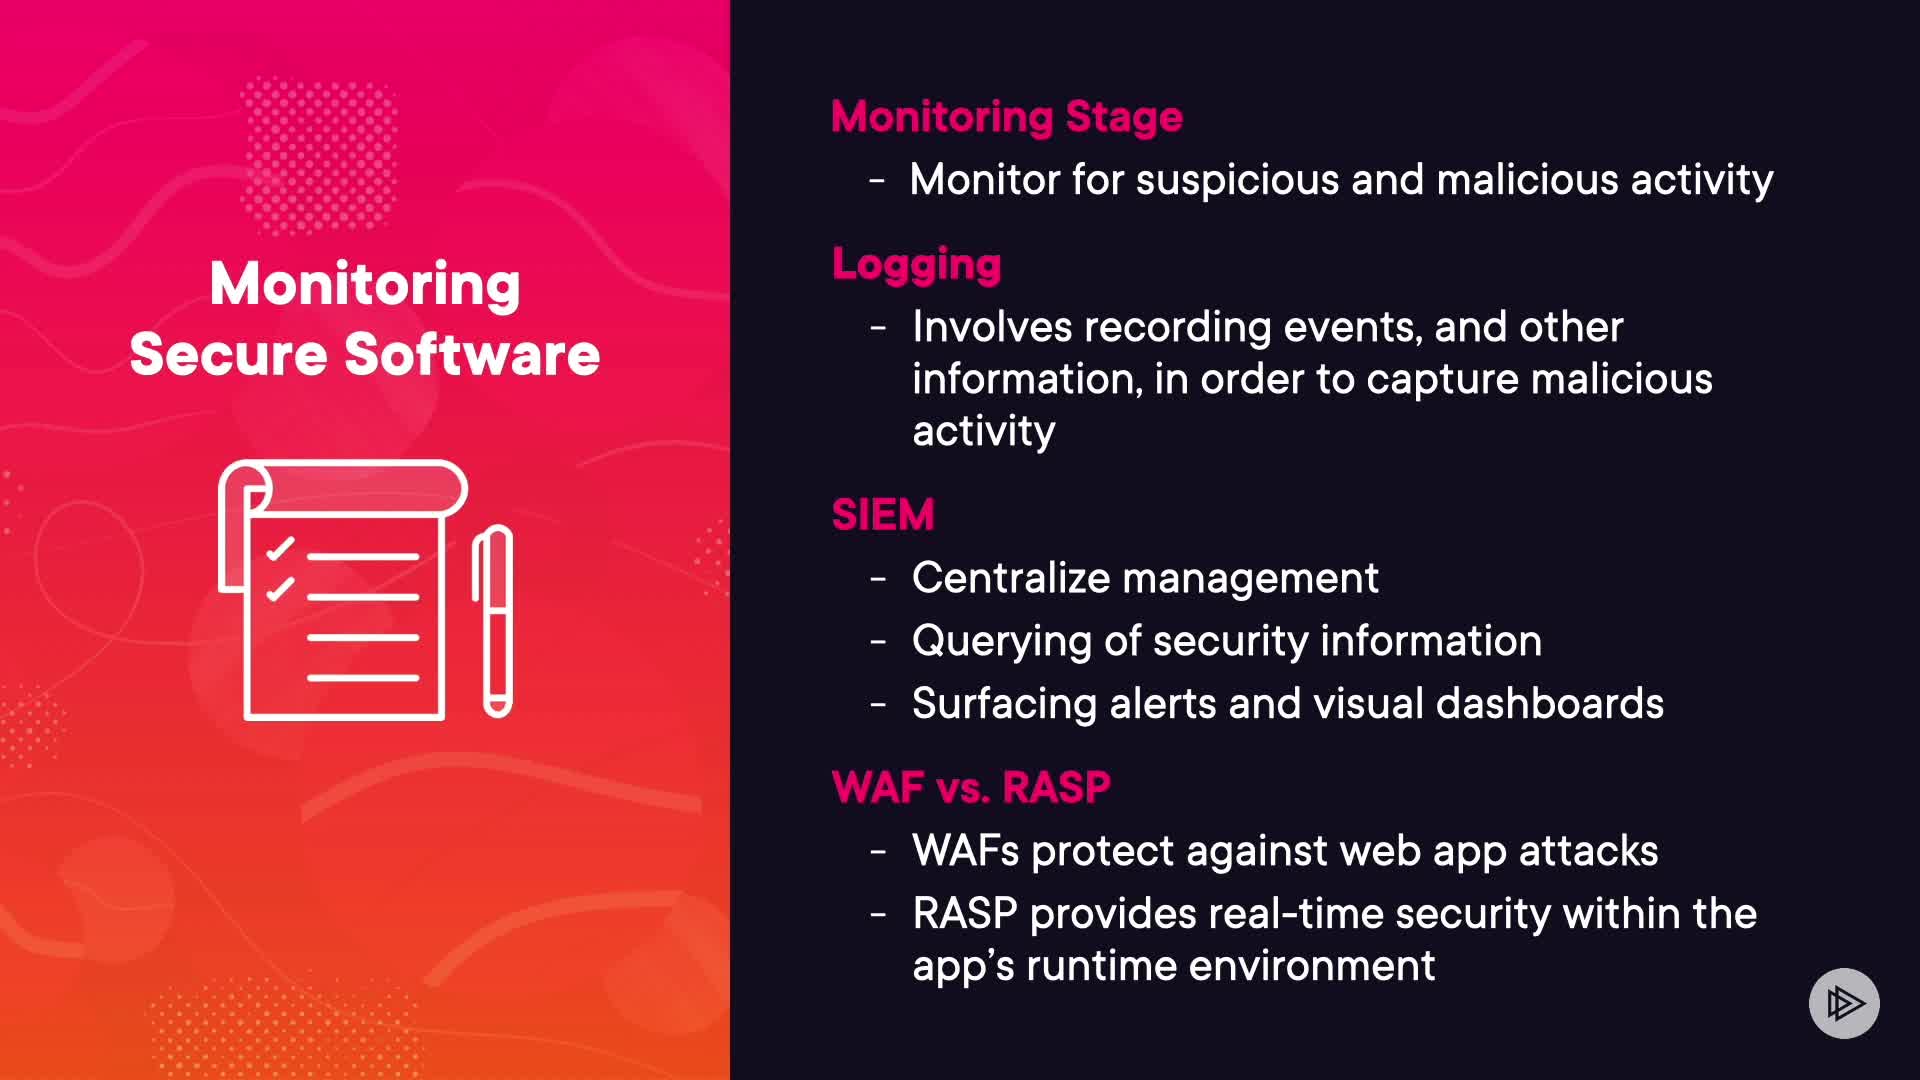 Monitoring
Secure Software
Monitoring Stage
- Monitor for suspicious and malicious activity
Logging
- Involves recording events, and other
information, in order to capture malicious
activity
SIEM
- Centralize management
- Querying of security information
- Surfacing alerts and visual dashboards
WAF vs. RASP
- WAFs protect against web app attacks
- RASP provides real-time security within the
app’s runtime environment